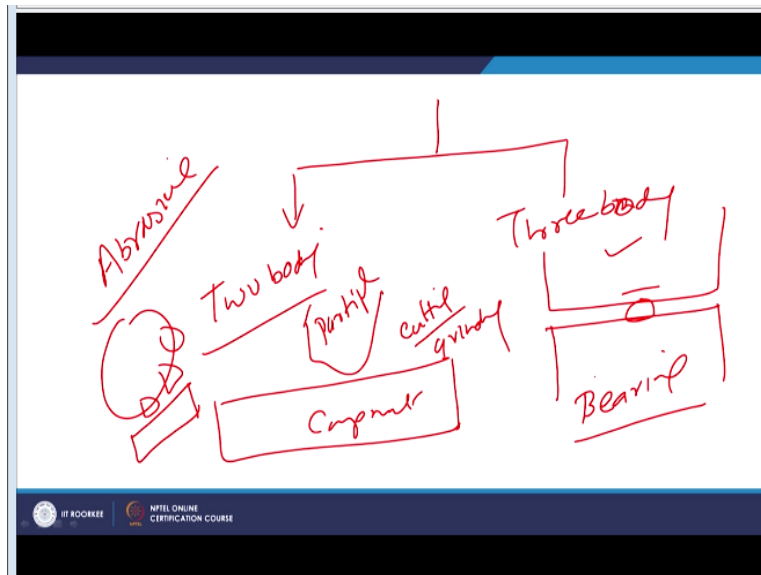 Abrasive
Two body
Three body
particle
cutting
grinding
Component
Bearing
IIT ROORKEE
NPTEL ONLINE
CERTIFICATION COURSE